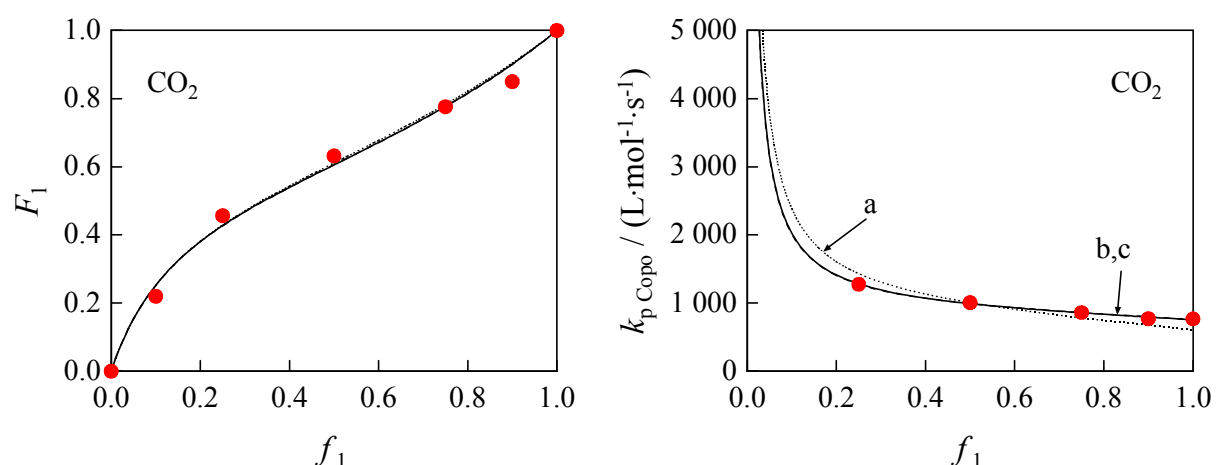 1.0
0.8
0.6
0.4
0.2
0.0
F₁
CO₂
0.0 0.2 0.4 0.6 0.8 1.0
f₁
5 000
4 000
3 000
2 000
1 000
0
kₚ Copo / (L·mol⁻¹·s⁻¹)
CO₂
a
b,c
0.0 0.2 0.4 0.6 0.8 1.0
f₁